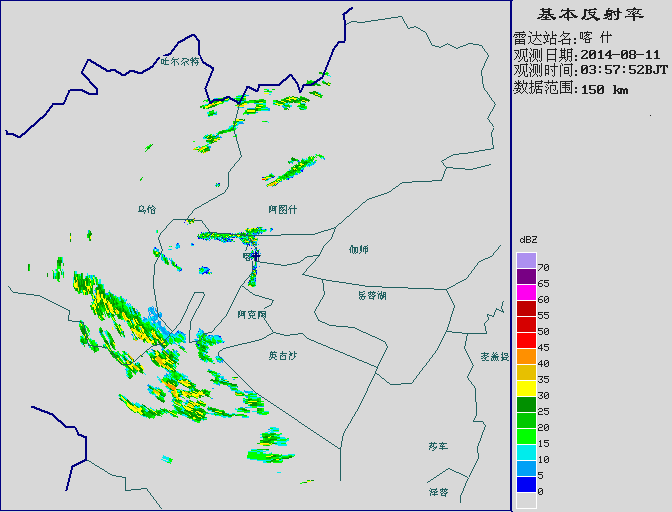 基本反射率
雷达站名:喀 什
观测日期:2014-08-11
观测时间:03:57:52BJT
数据范围:150 km
吐尔尕特
乌恰
阿图什
伽师
岳普湖
阿克陶
英吉沙
麦盖提
莎车
泽普
dBZ
70
65
60
55
50
45
40
35
30
25
20
15
10
5
0